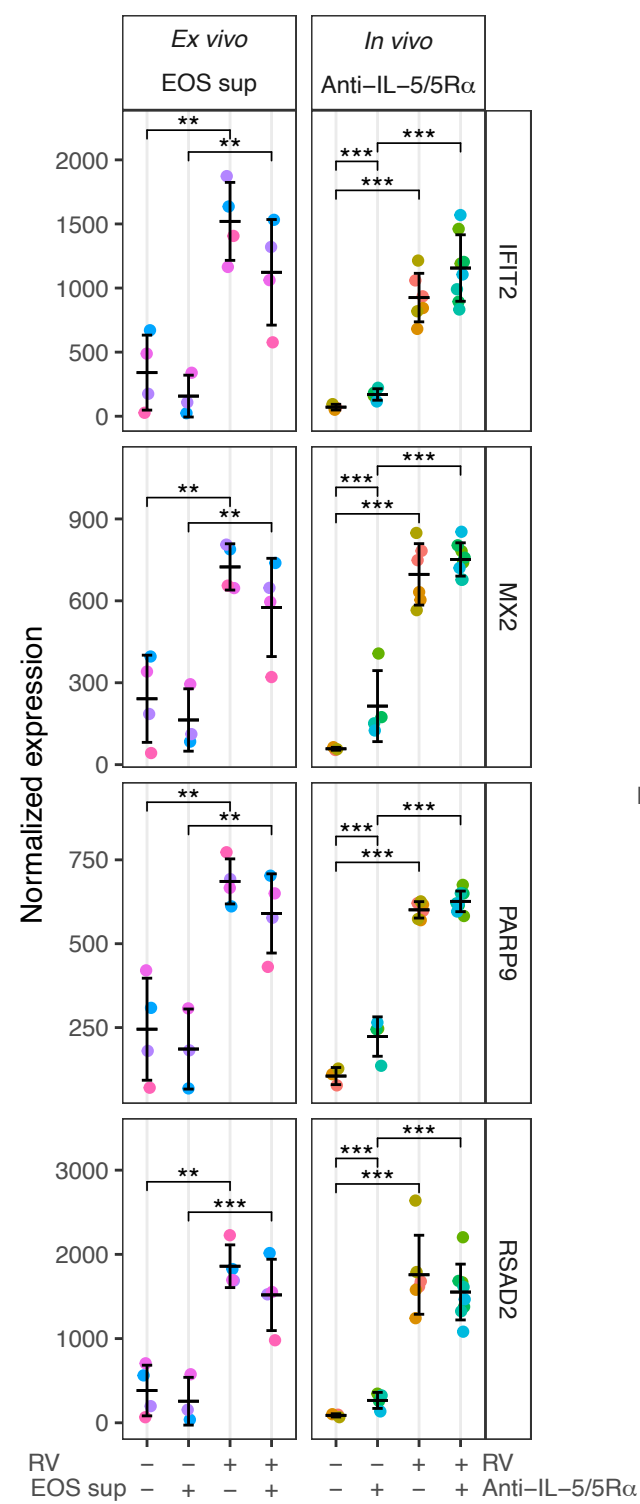 Ex vivo
EOS sup
In vivo
Anti–IL–5/5Rα
Normalized expression
** **
*** *** ***
2000
1500
1000
500
0
IFIT2
** **
*** *** ***
900
600
300
0
MX2
** **
*** *** ***
750
500
250
PARP9
** ***
*** *** ***
3000
2000
1000
0
RSAD2
RV – – + + – – + + RV
EOS sup – + – + – + – + Anti–IL–5/5Rα